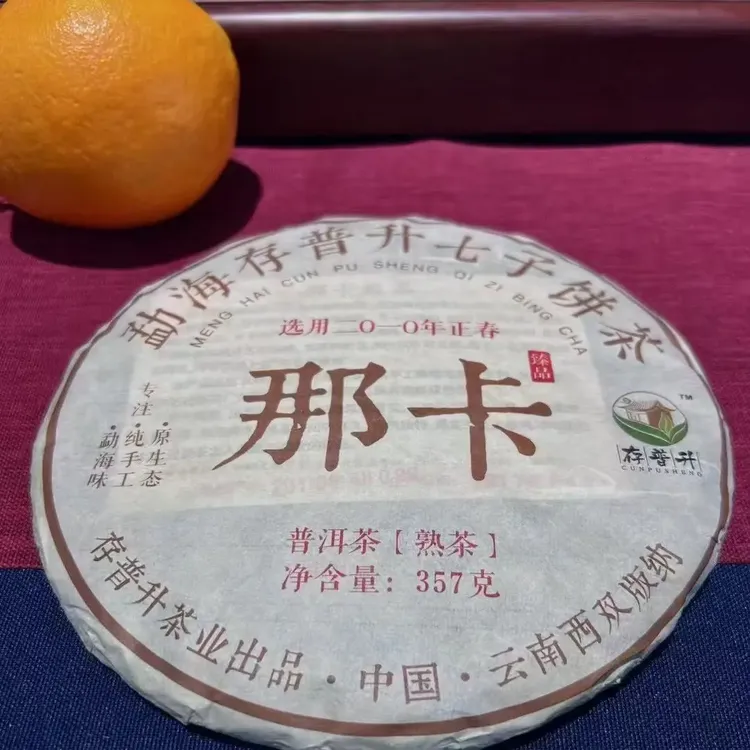 勐海存普升七子饼茶
MENG HAI CUN PU SHENG QI ZI BING CHA
选用二〇一〇年正春
那卡
臻品
专注
·原生态
·纯手工
·勐海味
TM
存普升
CUNPUSHENG
普洱茶【熟茶】
净含量：357克
存普升茶业出品·中国·云南西双版纳